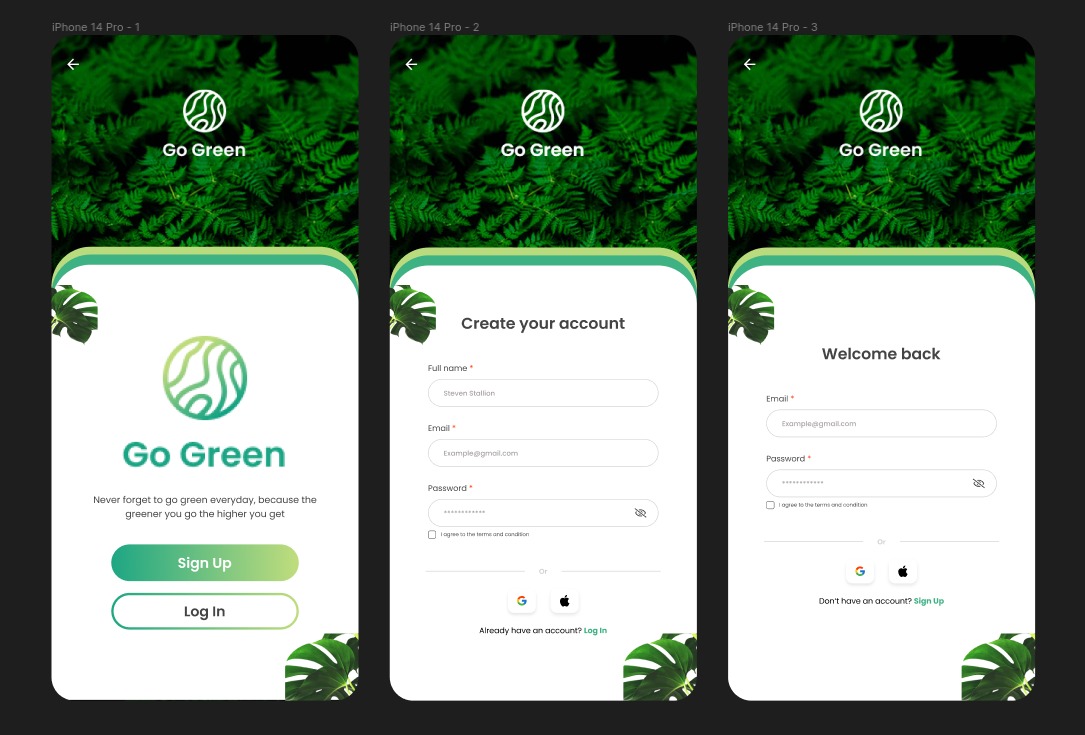 iPhone 14 Pro - 1
Go Green
Go Green
Never forget to go green everyday, because the
greener you go the higher you get
Sign Up
Log In
iPhone 14 Pro - 2
Go Green
Create your account
Full name *
Steven Stallion
Email *
Example@gmail.com
Password *
************
I agree to the terms and condition
Or
Already have an account? Log In
iPhone 14 Pro - 3
Go Green
Welcome back
Email *
Example@gmail.com
Password *
************
I agree to the terms and condition
Or
Don't have an account? Sign Up